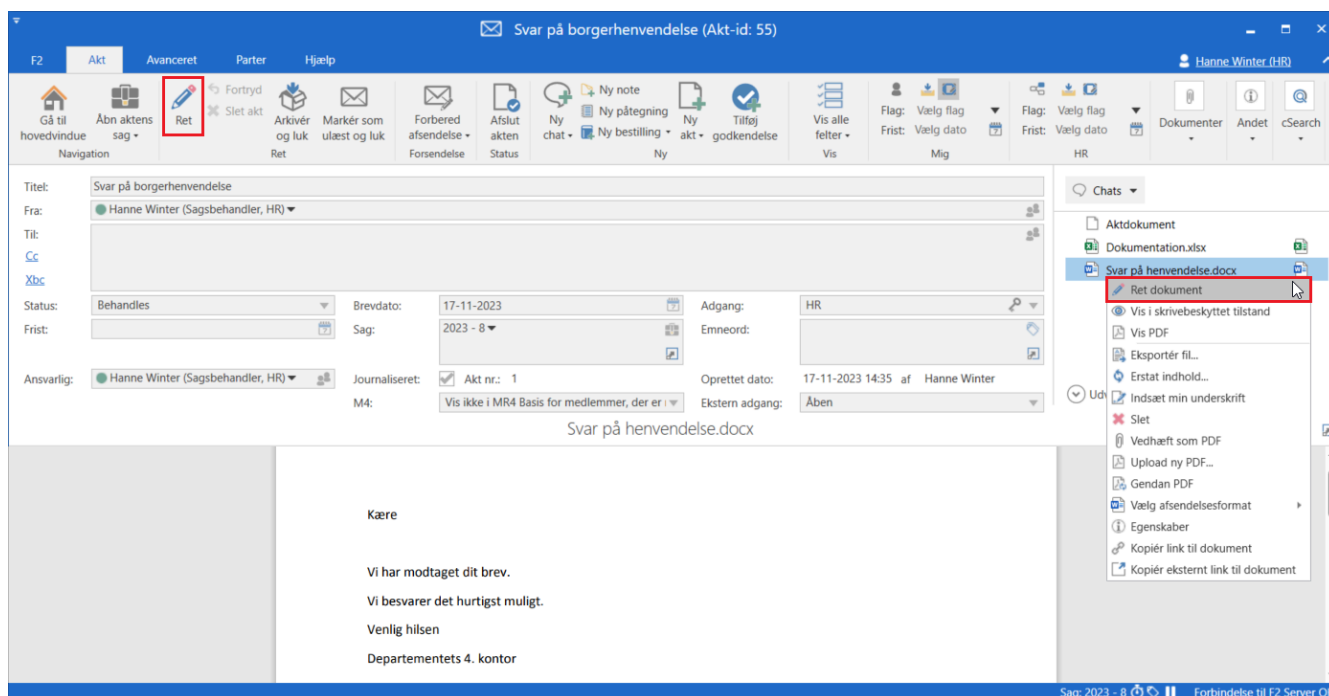 Svar på borgerhenvendelse (Akt-id: 55)
F2 Akt Avanceret Parter Hjælp Hanne Winter (HR)
Gå til hovedvindue
Åbn aktens sag
Navigation
Ret
Fortryd
Slet akt
Arkivér og luk
Markér som ulæst og luk
Ret
Forbered afsendelse
Forsendelse
Afslut akten
Status
Ny chat
Ny note
Ny påtegning
Ny bestilling
Ny akt
Tilføj godkendelse
Ny
Vis alle felter
Vis
Flag: Vælg flag
Frist: Vælg dato
Mig
Flag: Vælg flag
Frist: Vælg dato
HR
Dokumenter
Andet
cSearch
Titel: Svar på borgerhenvendelse
Fra: Hanne Winter (Sagsbehandler, HR)
Til:
Cc
Xbc
Status: Behandles Brevdato: 17-11-2023 Adgang: HR
Frist: Sag: 2023 - 8 Emneord:
Ansvarlig: Hanne Winter (Sagsbehandler, HR) Journaliseret: Akt nr.: 1 Oprettet dato: 17-11-2023 14:35 af Hanne Winter
M4: Vis ikke i MR4 Basis for medlemmer, der er Ekstern adgang: Åben
Chats
Aktdokument
Dokumentation.xlsx
Svar på henvendelse.docx
Ret dokument
Vis i skrivebeskyttet tilstand
Vis PDF
Eksportér fil...
Erstat indhold...
Indsæt min underskrift
Slet
Vedhæft som PDF
Upload ny PDF...
Gendan PDF
Vælg afsendelsesformat
Egenskaber
Kopiér link til dokument
Kopiér eksternt link til dokument
Svar på henvendelse.docx
Kære
Vi har modtaget dit brev.
Vi besvarer det hurtigst muligt.
Venlig hilsen
Departementets 4. kontor
Sag: 2023 - 8 Forbindelse til F2 Server